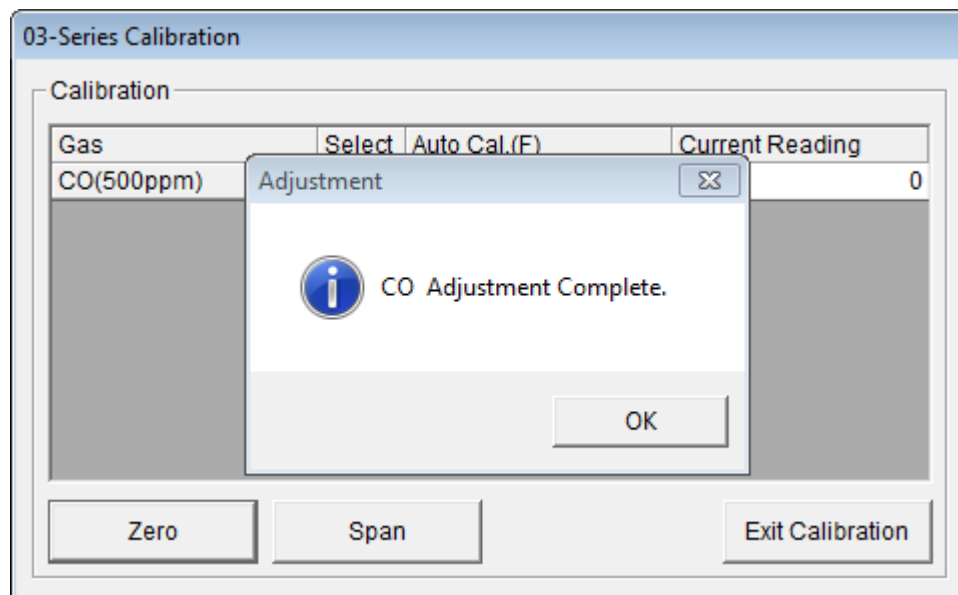 03-Series Calibration
Calibration
Gas Select Auto Cal.(F) Current Reading
CO(500ppm) 0
Adjustment
CO Adjustment Complete.
OK
Zero Span Exit Calibration